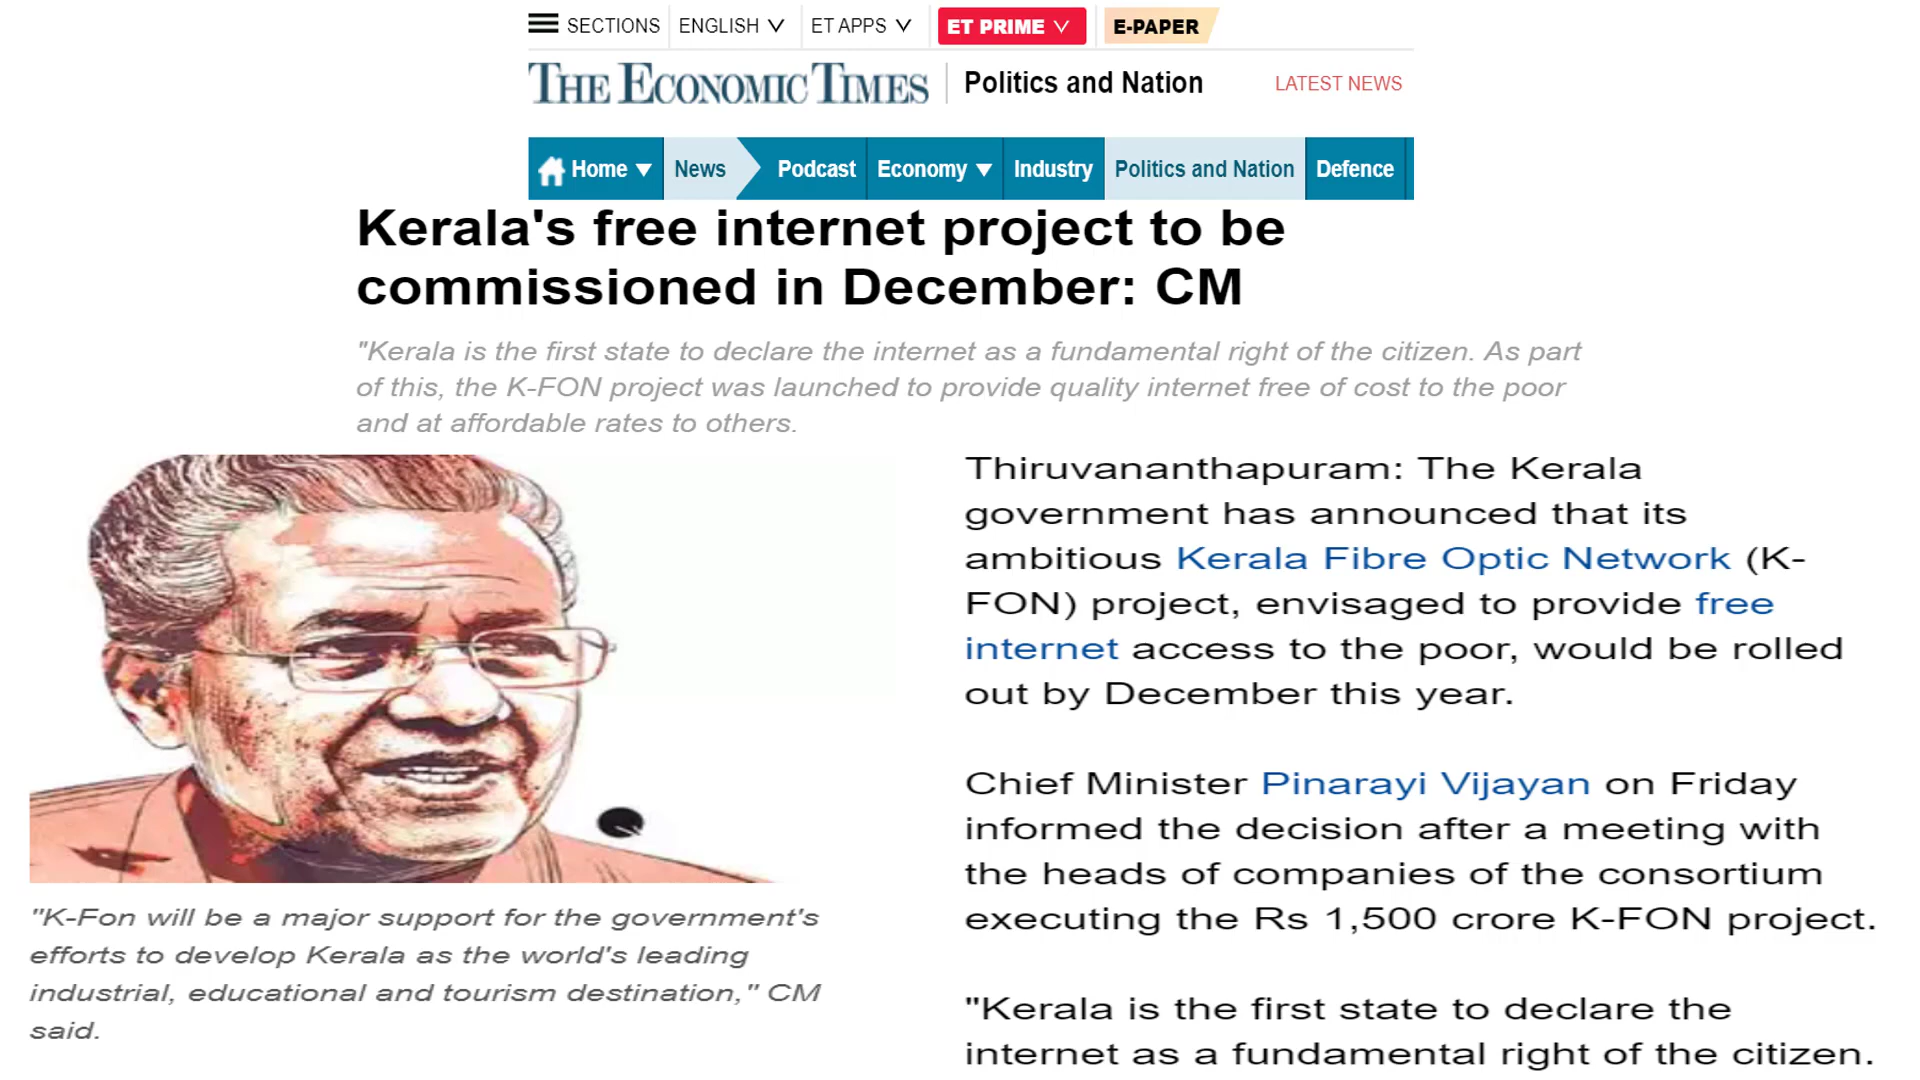 SECTIONS ENGLISH ET APPS ET PRIME E-PAPER
THE ECONOMIC TIMES Politics and Nation LATEST NEWS
Home News Podcast Economy Industry Politics and Nation Defence
Kerala's free internet project to be
commissioned in December: CM
"Kerala is the first state to declare the internet as a fundamental right of the citizen. As part
of this, the K-FON project was launched to provide quality internet free of cost to the poor
and at affordable rates to others.
"K-Fon will be a major support for the government's
efforts to develop Kerala as the world's leading
industrial, educational and tourism destination," CM
said.
Thiruvananthapuram: The Kerala
government has announced that its
ambitious Kerala Fibre Optic Network (K-
FON) project, envisaged to provide free
internet access to the poor, would be rolled
out by December this year.
Chief Minister Pinarayi Vijayan on Friday
informed the decision after a meeting with
the heads of companies of the consortium
executing the Rs 1,500 crore K-FON project.
"Kerala is the first state to declare the
internet as a fundamental right of the citizen.